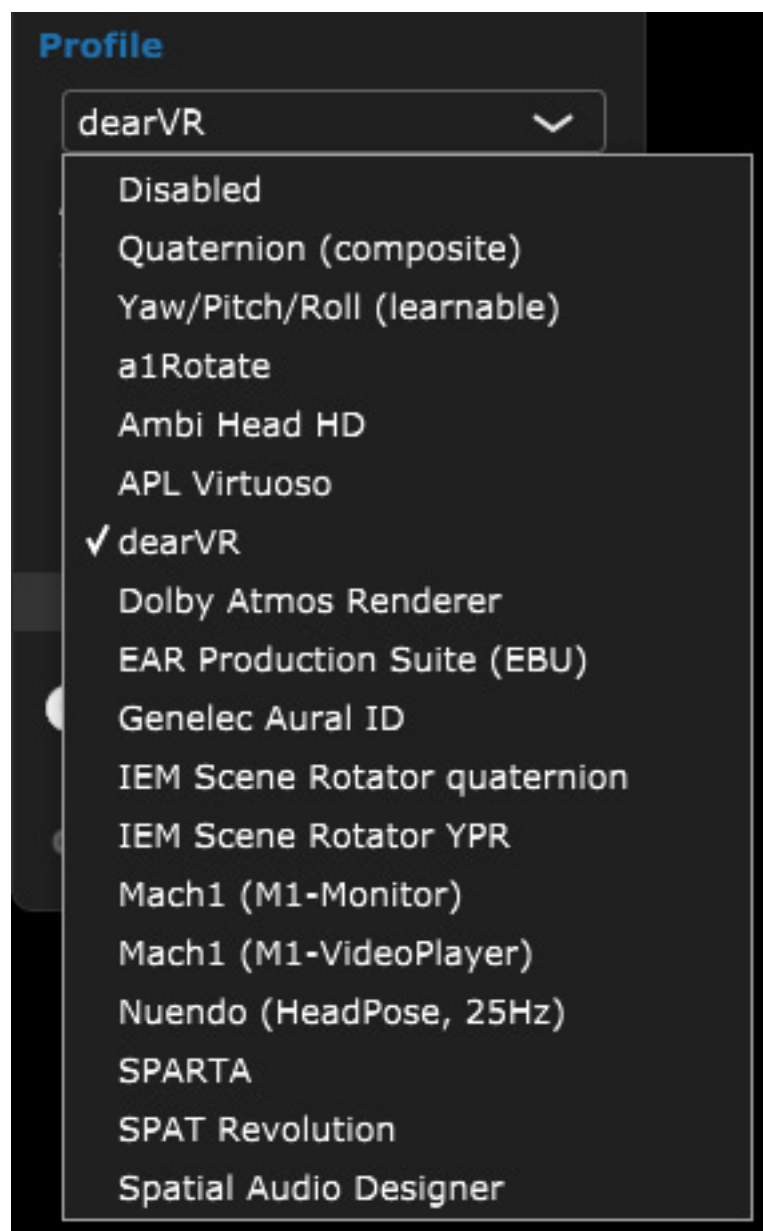 Profile
dearVR
Disabled
Quaternion (composite)
Yaw/Pitch/Roll (learnable)
a1Rotate
Ambi Head HD
APL Virtuoso
✓ dearVR
Dolby Atmos Renderer
EAR Production Suite (EBU)
Genelec Aural ID
IEM Scene Rotator quaternion
IEM Scene Rotator YPR
Mach1 (M1-Monitor)
Mach1 (M1-VideoPlayer)
Nuendo (HeadPose, 25Hz)
SPARTA
SPAT Revolution
Spatial Audio Designer